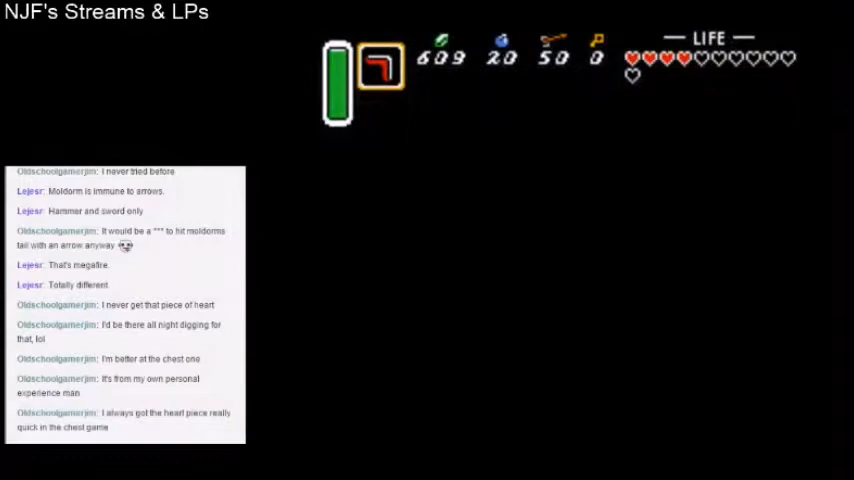 NJF's Streams & LPs
— LIFE —
609 20 50 0
Oldschoolgamerjim: I never tried before
Lejesr: Moldorm is immune to arrows.
Lejesr: Hammer and sword only
Oldschoolgamerjim: It would be a *** to hit moldorms
tail with an arrow anyway
Lejesr: That's megafire.
Lejesr: Totally different
Oldschoolgamerjim: I never get that piece of heart
Oldschoolgamerjim: I'd be there all night digging for
that, lol
Oldschoolgamerjim: I'm better at the chest one
Oldschoolgamerjim: It's from my own personal
experience man
Oldschoolgamerjim: I always got the heart piece really
quick in the chest game